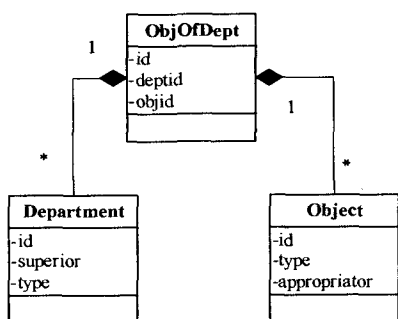 ObjOfDept
-id
-deptid
-objid
1
1
*
*
Department
-id
-superior
-type
Object
-id
-type
-appropriator